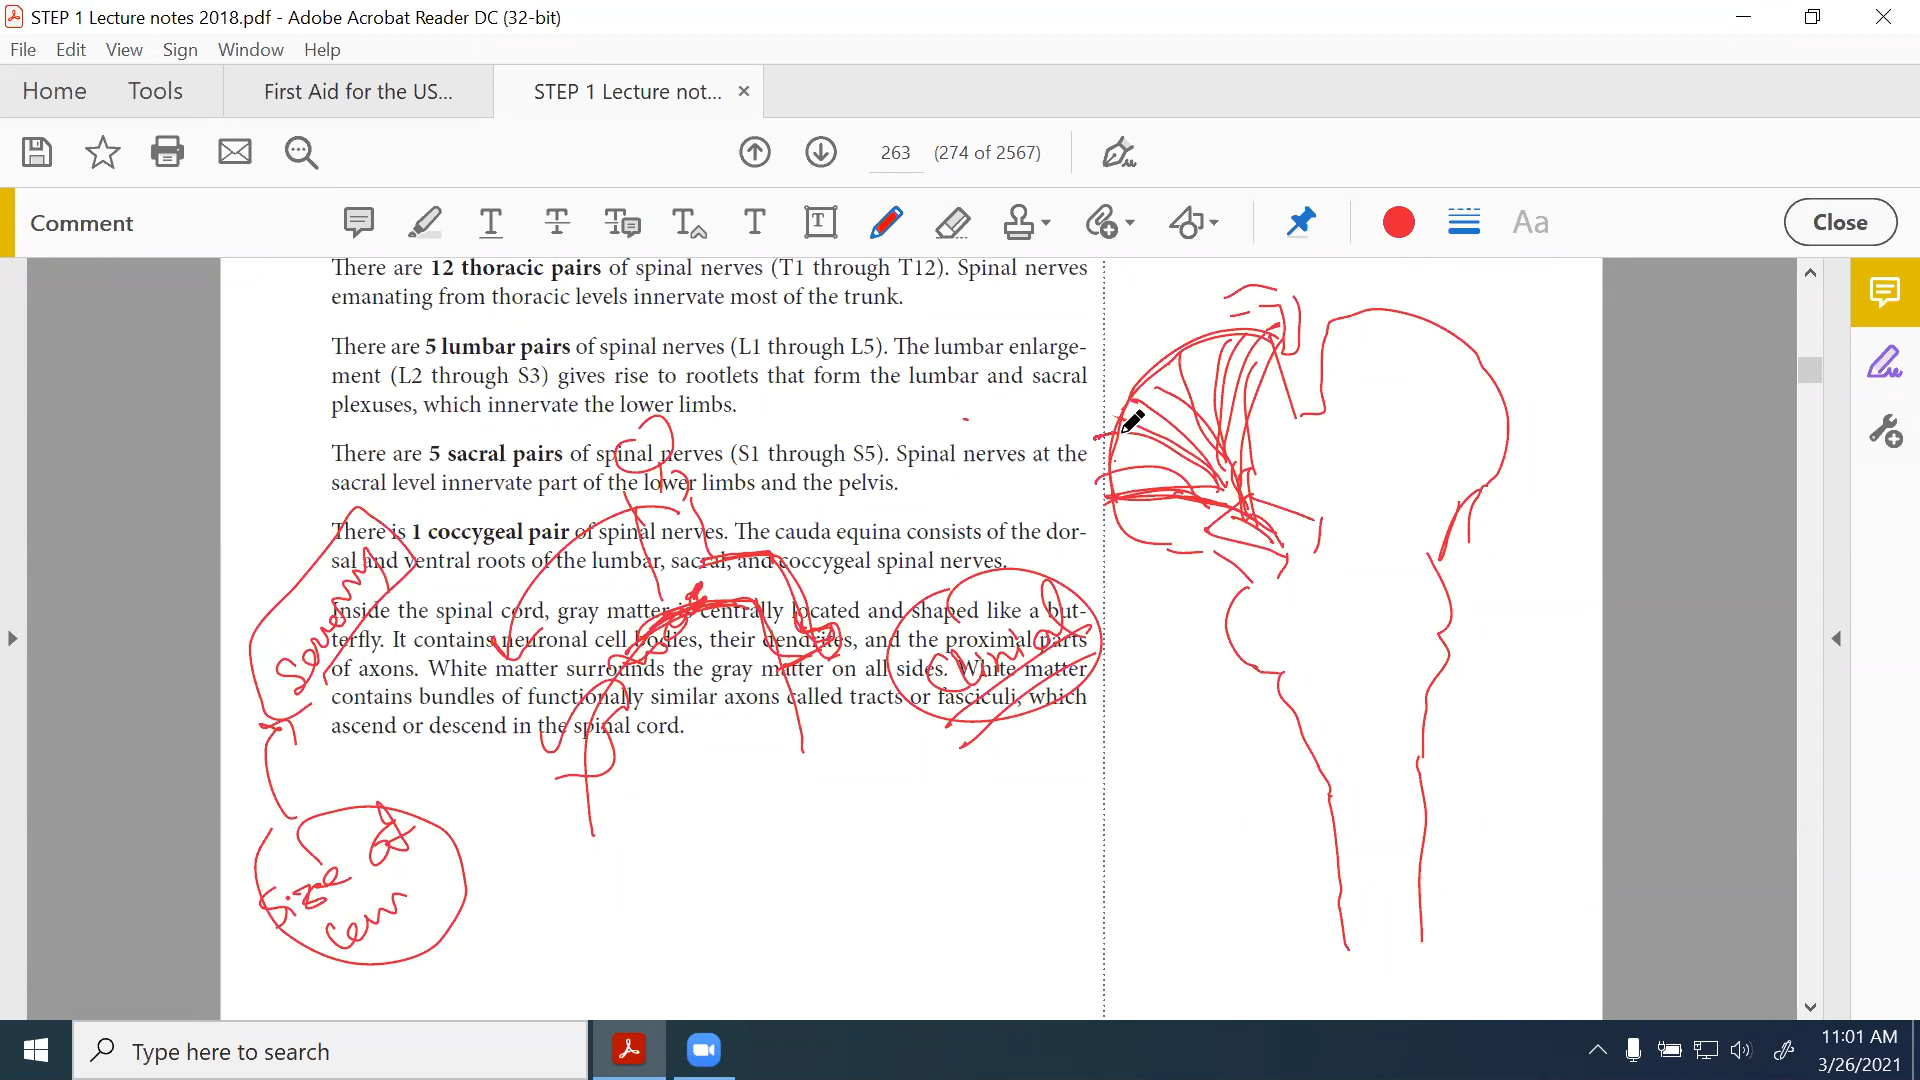 STEP 1 Lecture notes 2018.pdf - Adobe Acrobat Reader DC (32-bit)
File Edit View Sign Window Help
Home Tools First Aid for the US... STEP 1 Lecture not... ×
263 (274 of 2567)
Comment Aa Close
There are 12 thoracic pairs of spinal nerves (T1 through T12). Spinal nerves
emanating from thoracic levels innervate most of the trunk.
There are 5 lumbar pairs of spinal nerves (L1 through L5). The lumbar enlarge-
ment (L2 through S3) gives rise to rootlets that form the lumbar and sacral
plexuses, which innervate the lower limbs.
There are 5 sacral pairs of spinal nerves (S1 through S5). Spinal nerves at the
sacral level innervate part of the lower limbs and the pelvis.
There is 1 coccygeal pair of spinal nerves. The cauda equina consists of the dor-
sal and ventral roots of the lumbar, sacral, and coccygeal spinal nerves.
Inside the spinal cord, gray matter is centrally located and shaped like a but-
terfly. It contains neuronal cell bodies, their dendrites, and the proximal parts
of axons. White matter surrounds the gray matter on all sides. White matter
contains bundles of functionally similar axons called tracts or fasciculi, which
ascend or descend in the spinal cord.
Size of
Type here to search
11:01 AM
3/26/2021